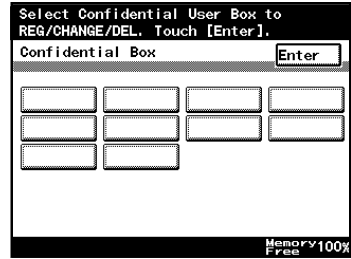 Select Confidential User Box to
REG/CHANGE/DEL. Touch [Enter].
Confidential Box
Enter
Memory
Free 100%